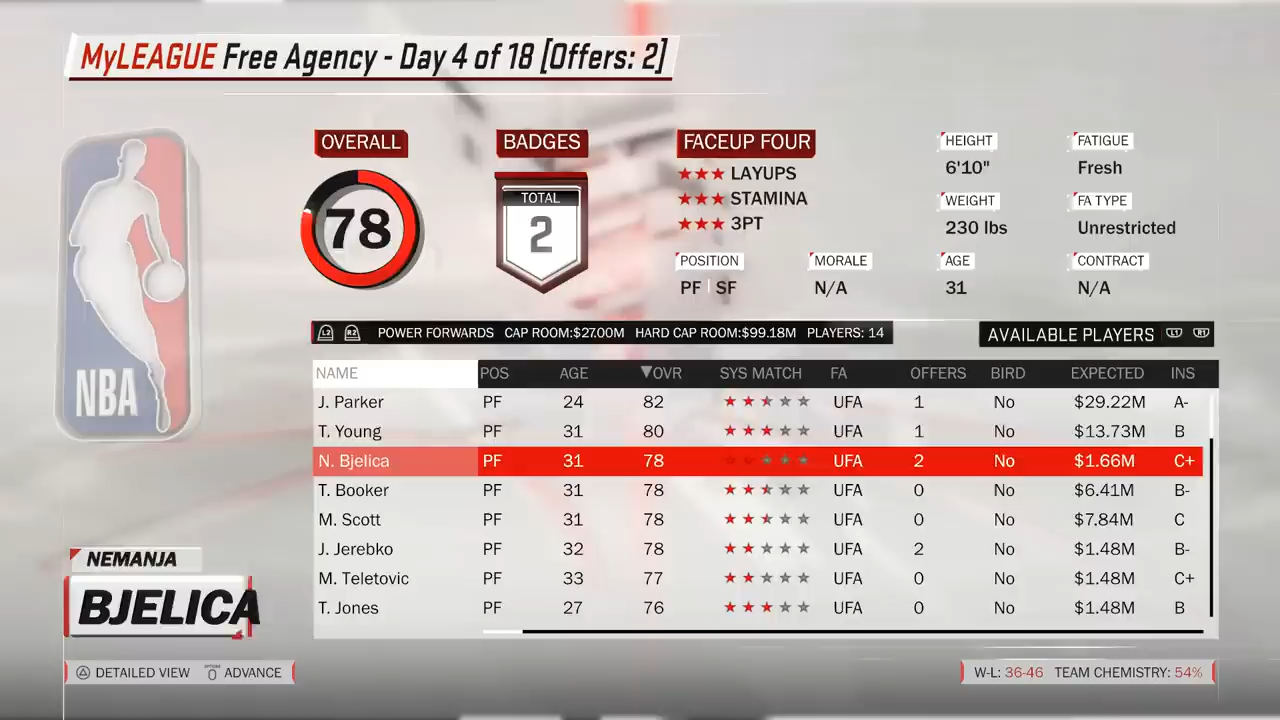 MyLEAGUE Free Agency - Day 4 of 18 [Offers: 2]
OVERALL
78
BADGES
TOTAL
2
FACEUP FOUR
★★★ LAYUPS
★★★ STAMINA
★★★ 3PT
POSITION
PF | SF
MORALE
N/A
HEIGHT
6'10"
WEIGHT
230 lbs
AGE
31
FATIGUE
Fresh
FA TYPE
Unrestricted
CONTRACT
N/A
NBA
L2 R2 POWER FORWARDS CAP ROOM:$27.00M HARD CAP ROOM:$99.18M PLAYERS: 14
AVAILABLE PLAYERS L1 R1
NAME POS AGE ▼OVR SYS MATCH FA OFFERS BIRD EXPECTED INS
J. Parker PF 24 82 UFA 1 No $29.22M A-
T. Young PF 31 80 UFA 1 No $13.73M B
N. Bjelica PF 31 78 UFA 2 No $1.66M C+
T. Booker PF 31 78 UFA 0 No $6.41M B-
M. Scott PF 31 78 UFA 0 No $7.84M C
J. Jerebko PF 32 78 UFA 2 No $1.48M B-
M. Teletovic PF 33 77 UFA 0 No $1.48M C+
T. Jones PF 27 76 UFA 0 No $1.48M B
NEMANJA
BJELICA
DETAILED VIEW OPTIONS ADVANCE
W-L: 36-46 TEAM CHEMISTRY: 54%